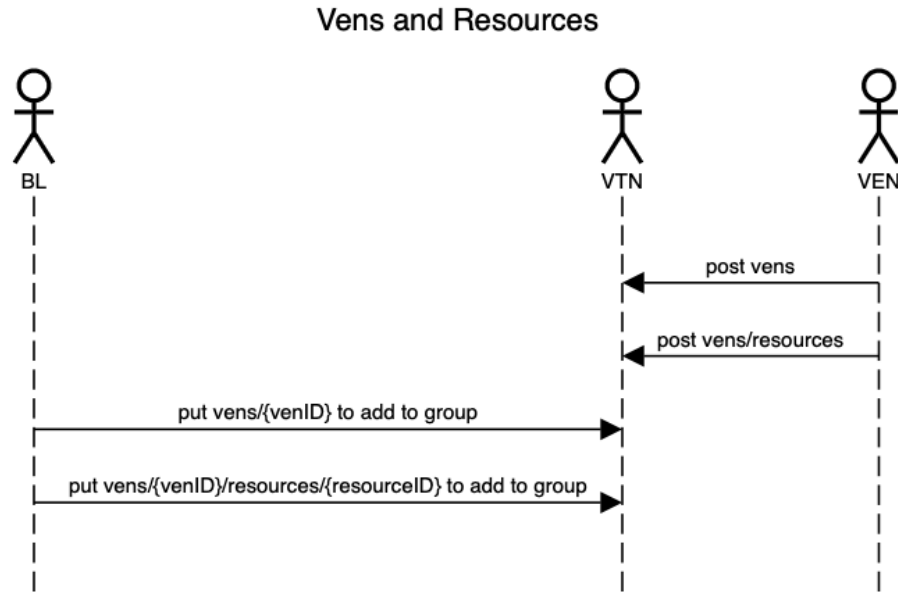 Vens and Resources
BL
VTN
VEN
post vens
post vens/resources
put vens/{venID} to add to group
put vens/{venID}/resources/{resourceID} to add to group